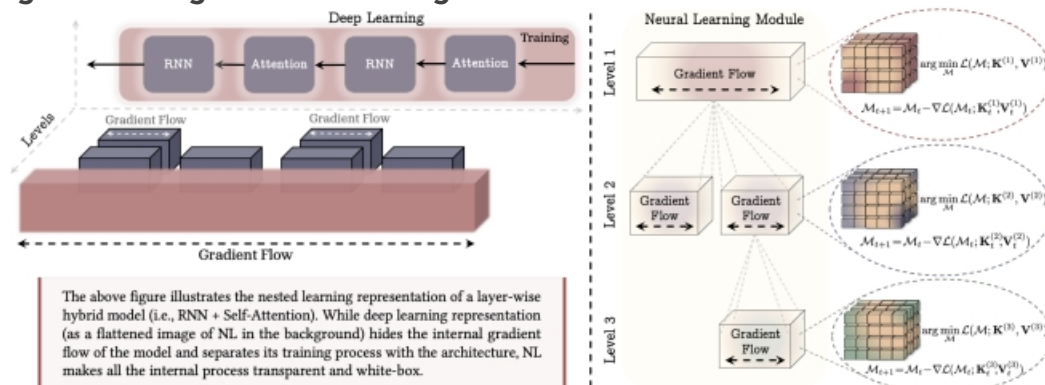 Deep Learning
Training
RNN
Attention
RNN
Attention
Levels
Gradient Flow
Gradient Flow
Gradient Flow
The above figure illustrates the nested learning representation of a layer-wise
hybrid model (i.e., RNN + Self-Attention). While deep learning representation
(as a flattened image of NL in the background) hides the internal gradient
flow of the model and separates its training process with the architecture, NL
makes all the internal process transparent and white-box.
Neural Learning Module
Level 1
Gradient Flow
arg min_ℳ ℒ(ℳ; K⁽¹⁾, V⁽¹⁾)
ℳₜ₊₁ = ℳₜ − ∇ℒ(ℳₜ; Kₜ⁽¹⁾, Vₜ⁽¹⁾)
Level 2
Gradient
Flow
Gradient
Flow
arg min_ℳ ℒ(ℳ; K⁽²⁾, V⁽²⁾)
ℳₜ₊₁ = ℳₜ − ∇ℒ(ℳₜ; Kₜ⁽²⁾, Vₜ⁽²⁾)
Level 3
Gradient
Flow
arg min_ℳ ℒ(ℳ; K⁽³⁾, V⁽³⁾)
ℳₜ₊₁ = ℳₜ − ∇ℒ(ℳₜ; Kₜ⁽³⁾, Vₜ⁽³⁾)